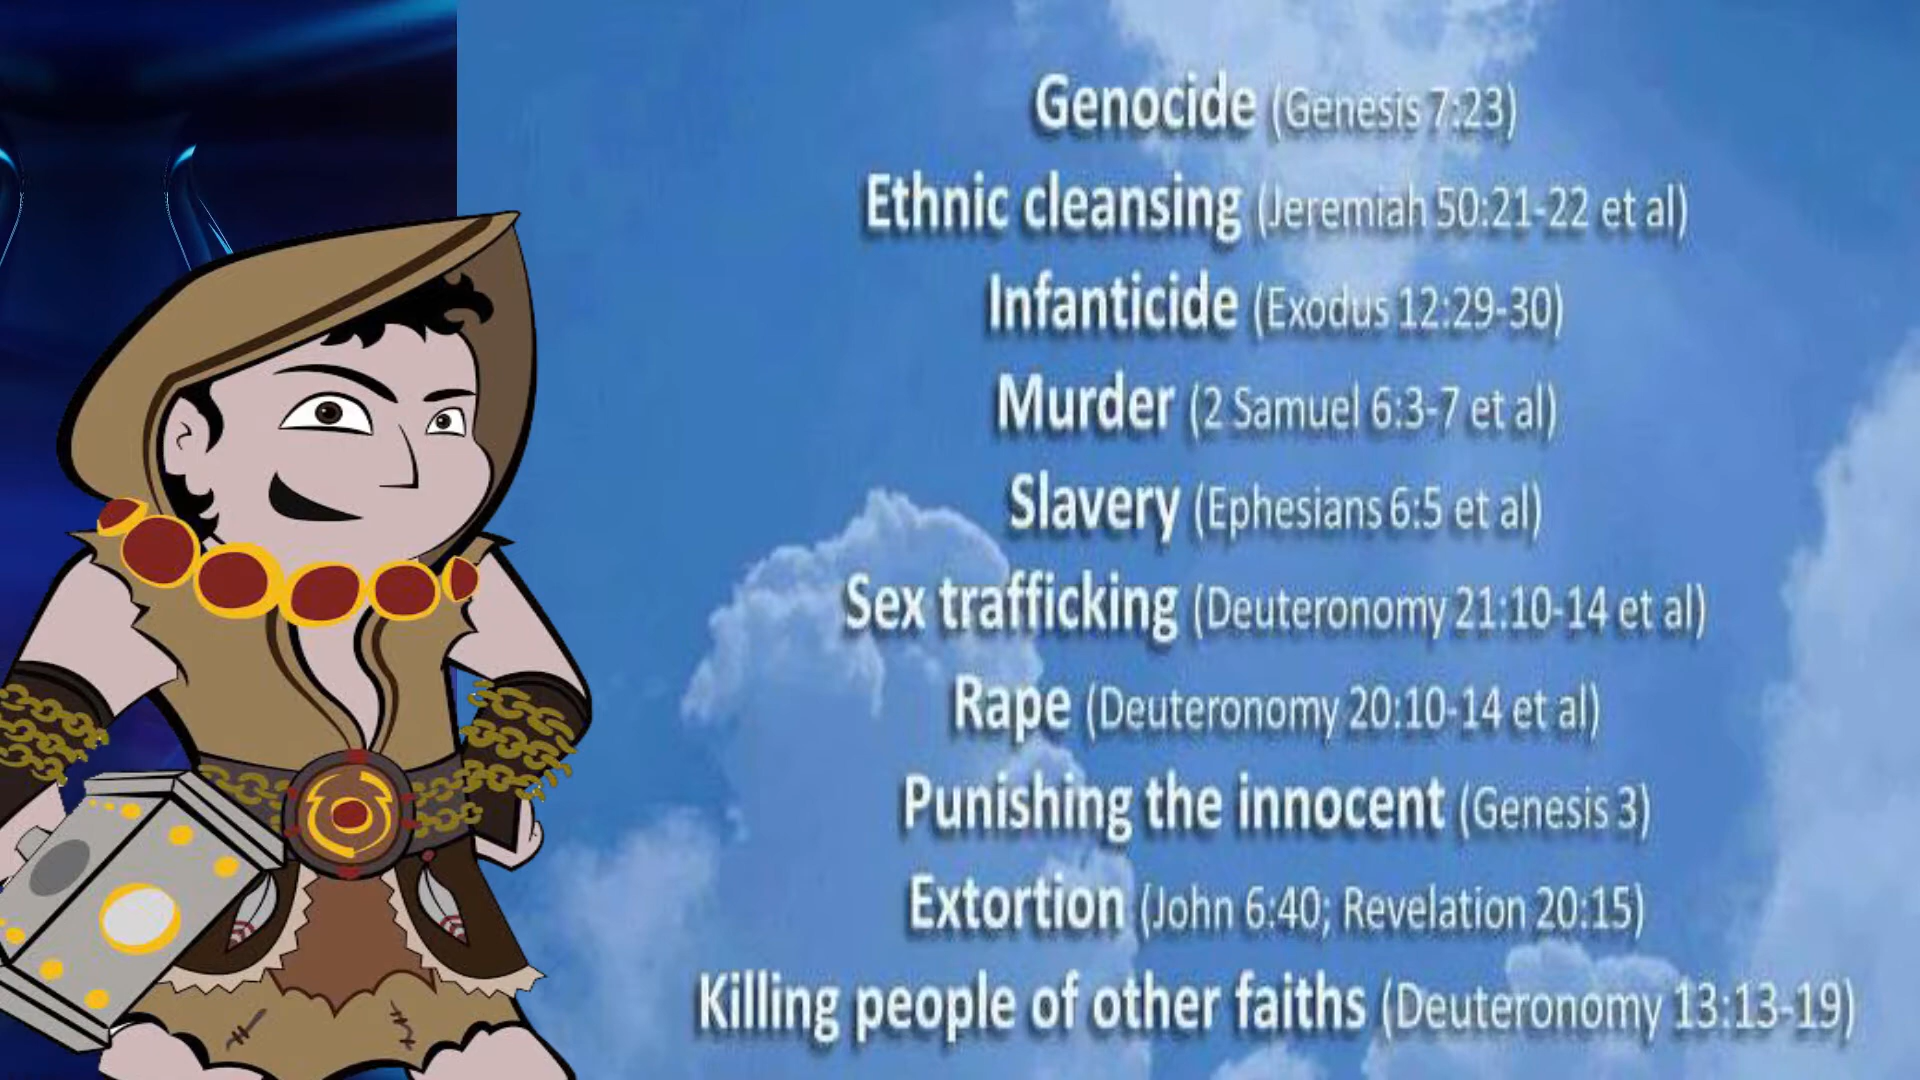 Genocide (Genesis 7:23)
Ethnic cleansing (Jeremiah 50:21-22 et al)
Infanticide (Exodus 12:29-30)
Murder (2 Samuel 6:3-7 et al)
Slavery (Ephesians 6:5 et al)
Sex trafficking (Deuteronomy 21:10-14 et al)
Rape (Deuteronomy 20:10-14 et al)
Punishing the innocent (Genesis 3)
Extortion (John 6:40; Revelation 20:15)
Killing people of other faiths (Deuteronomy 13:13-19)